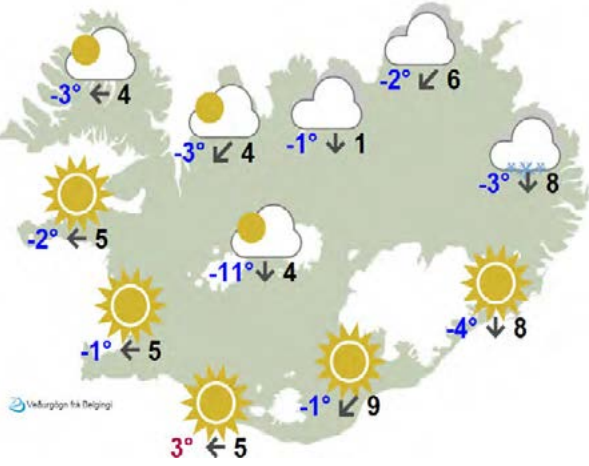 -2° ↙ 6
-3° ← 4
-3° ↙ 4
-1° ↓ 1
-3° ↓ 8
-2° ← 5
-11° ↓ 4
-1° ← 5
-4° ↓ 8
-1° ↙ 9
Veðurgögn frá Belgingi
3° ← 5